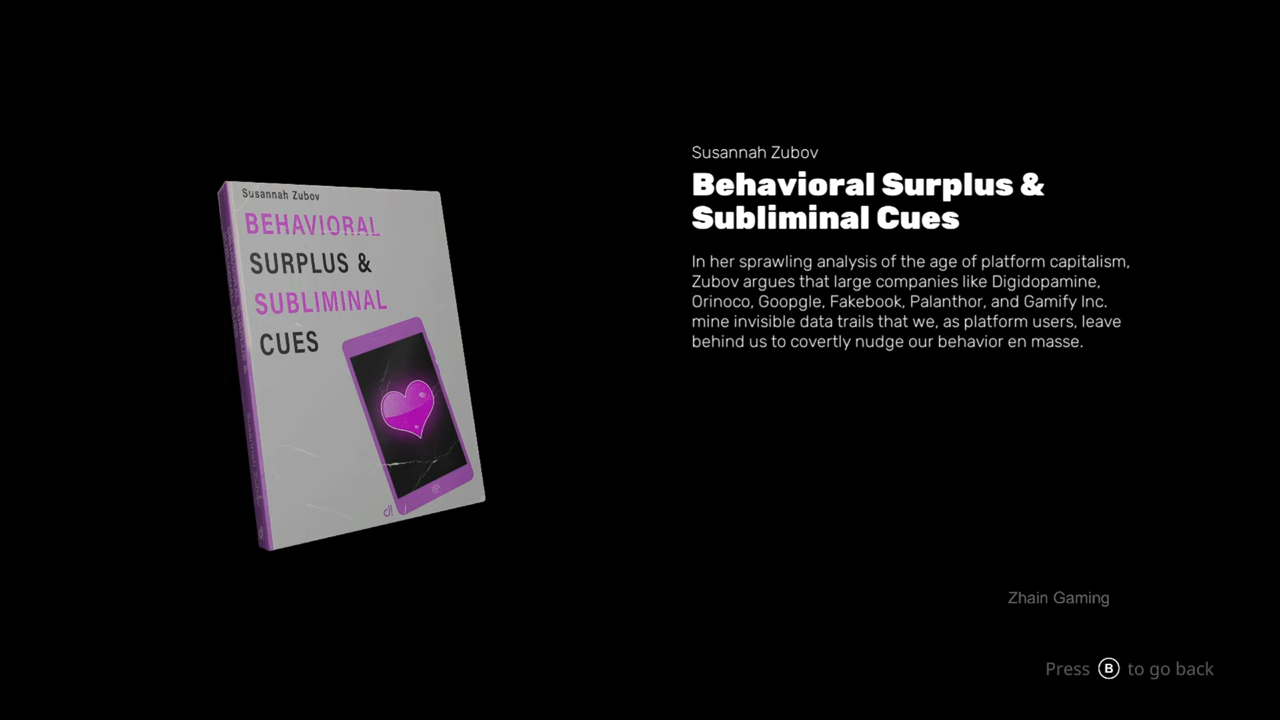 Susannah Zubov
BEHAVIORAL
SURPLUS &
SUBLIMINAL
CUES
Susannah Zubov
Behavioral Surplus &
Subliminal Cues
In her sprawling analysis of the age of platform capitalism,
Zubov argues that large companies like Digidopamine,
Orinoco, Goopgle, Fakebook, Palanthor, and Gamify Inc.
mine invisible data trails that we, as platform users, leave
behind us to covertly nudge our behavior en masse.
Zhain Gaming
Press B to go back